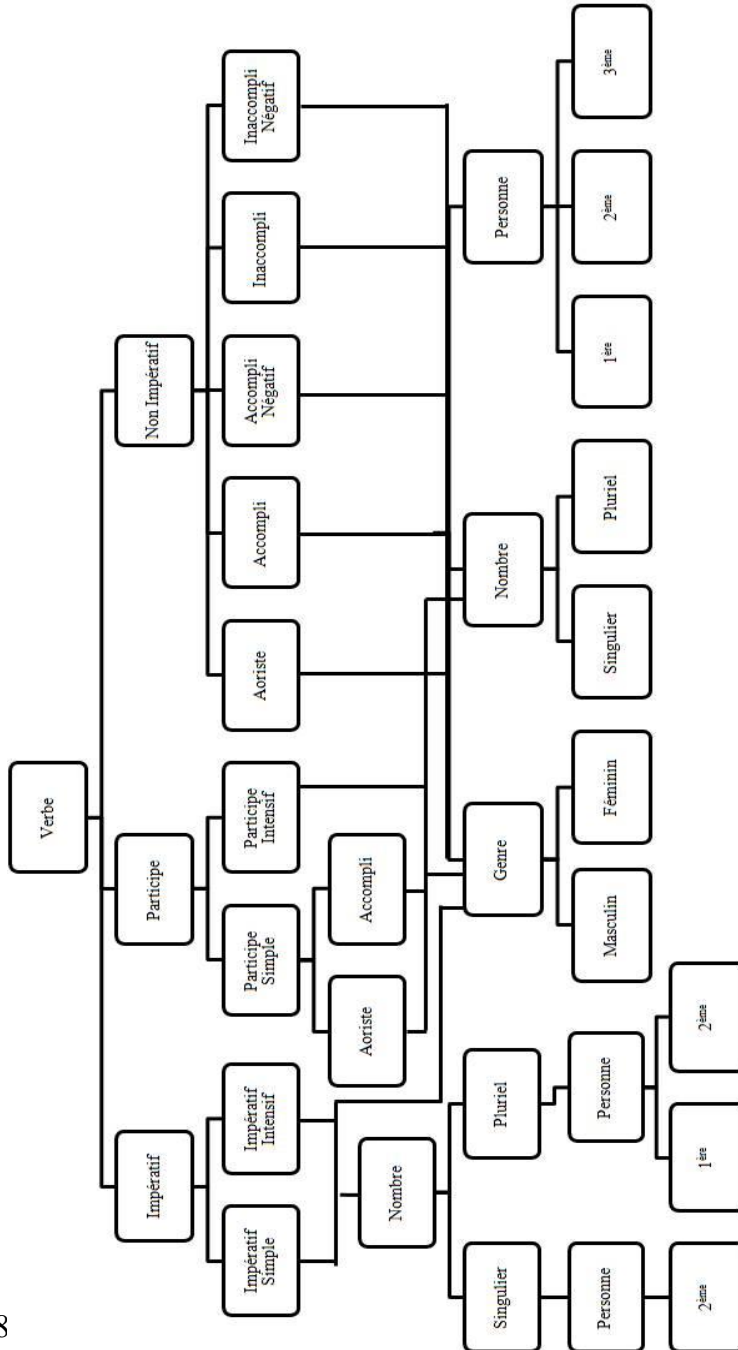 8
Verbe
Impératif
Participe
Non Impératif
Impératif
Simple
Impératif
Intensif
Participe
Simple
Participe
Intensif
Aoriste
Accompli
Accompli
Négatif
Inaccompli
Inaccompli
Négatif
Aoriste
Accompli
Nombre
Singulier
Pluriel
Genre
Nombre
Personne
Personne
Personne
Masculin
Féminin
Singulier
Pluriel
1ère
2ème
3ème
2ème
1ère
2ème